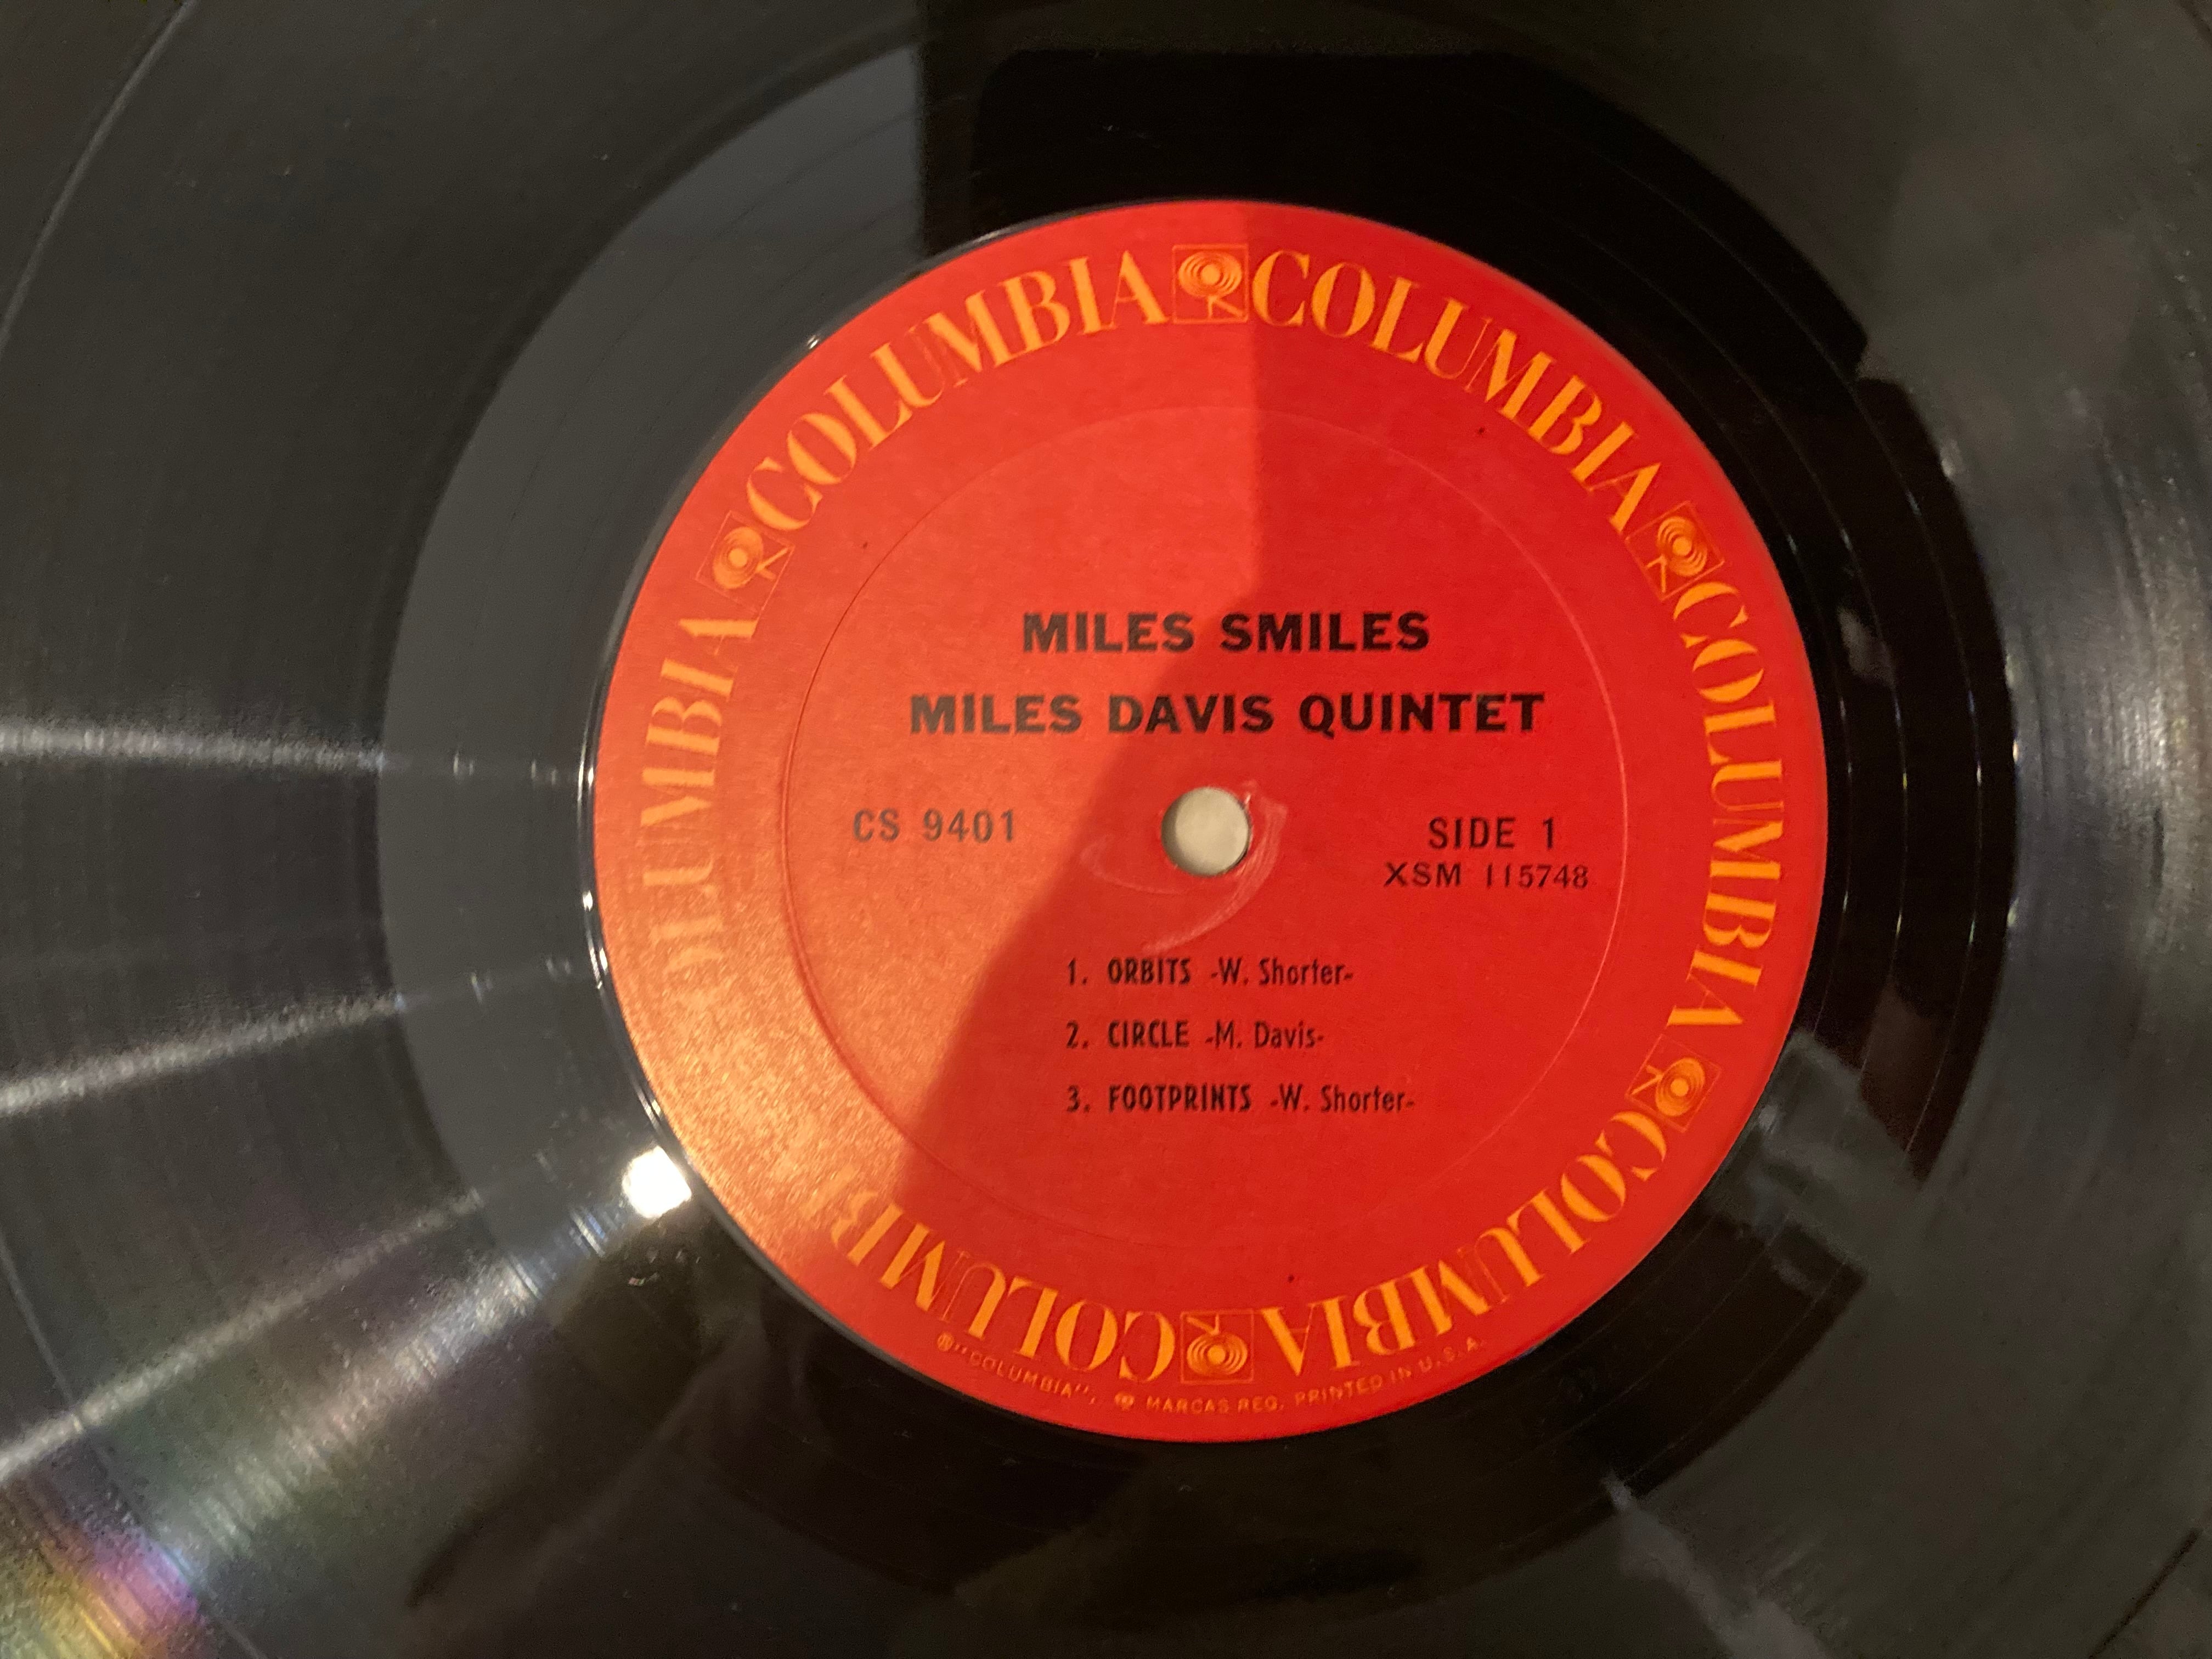 COLUMBIA COLUMBIA COLUMBIA COLUMBIA COLUMBIA COLUMBIA
MILES SMILES
MILES DAVIS QUINTET
CS 9401
SIDE 1
XSM 115748
1. ORBITS -W. Shorter-
2. CIRCLE -M. Davis-
3. FOOTPRINTS -W. Shorter-
® "COLUMBIA", MARCAS REG. PRINTED IN U.S.A.